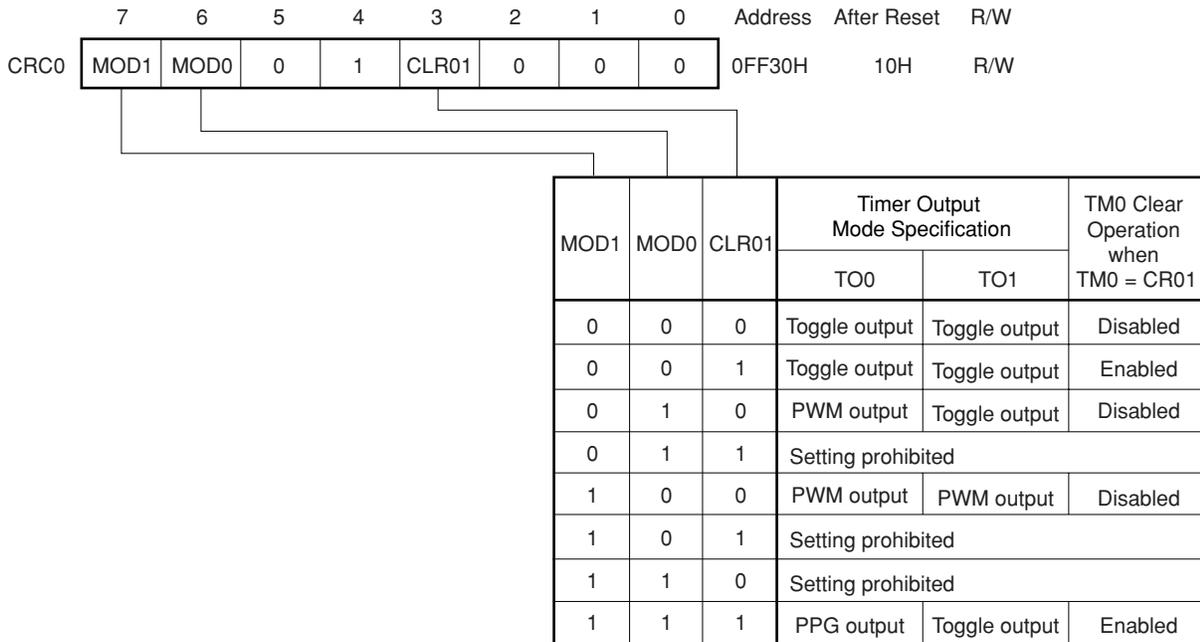 7 6 5 4 3 2 1 0 Address After Reset R/W
CRC0 MOD1 MOD0 0 1 CLR01 0 0 0 0FF30H 10H R/W
MOD1 MOD0 CLR01
Timer Output
Mode Specification
TO0 TO1
TM0 Clear
Operation
when
TM0 = CR01
0 0 0 Toggle output Toggle output Disabled
0 0 1 Toggle output Toggle output Enabled
0 1 0 PWM output Toggle output Disabled
0 1 1 Setting prohibited
1 0 0 PWM output PWM output Disabled
1 0 1 Setting prohibited
1 1 0 Setting prohibited
1 1 1 PPG output Toggle output Enabled